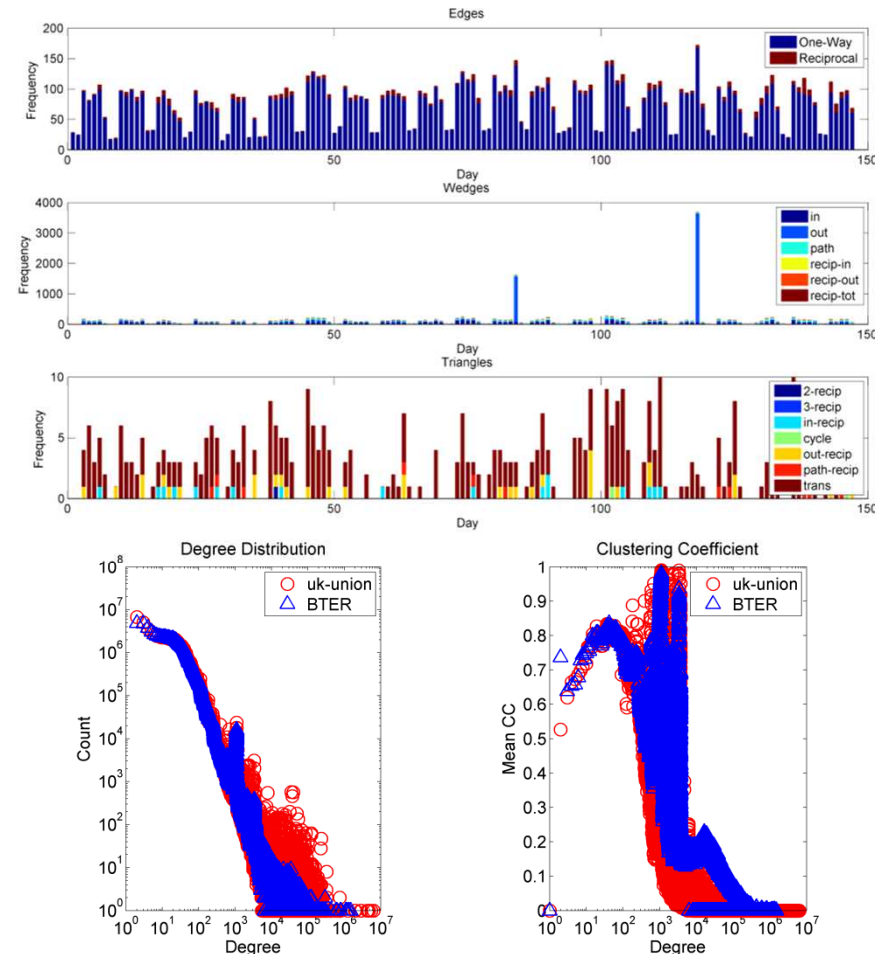 Edges
200
150
100
50
0
Frequency
One-Way
Reciprocal
0 50 100 150
Day
Wedges
4000
3000
2000
1000
0
Frequency
in
out
path
recip-in
recip-out
recip-tot
0 50 100 150
Day
Triangles
10
5
0
Frequency
2-recip
3-recip
in-recip
cycle
out-recip
path-recip
trans
0 50 100 150
Day
Degree Distribution
10^8
10^7
10^6
10^5
10^4
10^3
10^2
10^1
10^0
Count
uk-union
BTER
10^0 10^1 10^2 10^3 10^4 10^5 10^6 10^7
Degree
Clustering Coefficient
1
0.9
0.8
0.7
0.6
0.5
0.4
0.3
0.2
0.1
0
Mean CC
uk-union
BTER
10^0 10^1 10^2 10^3 10^4 10^5 10^6 10^7
Degree